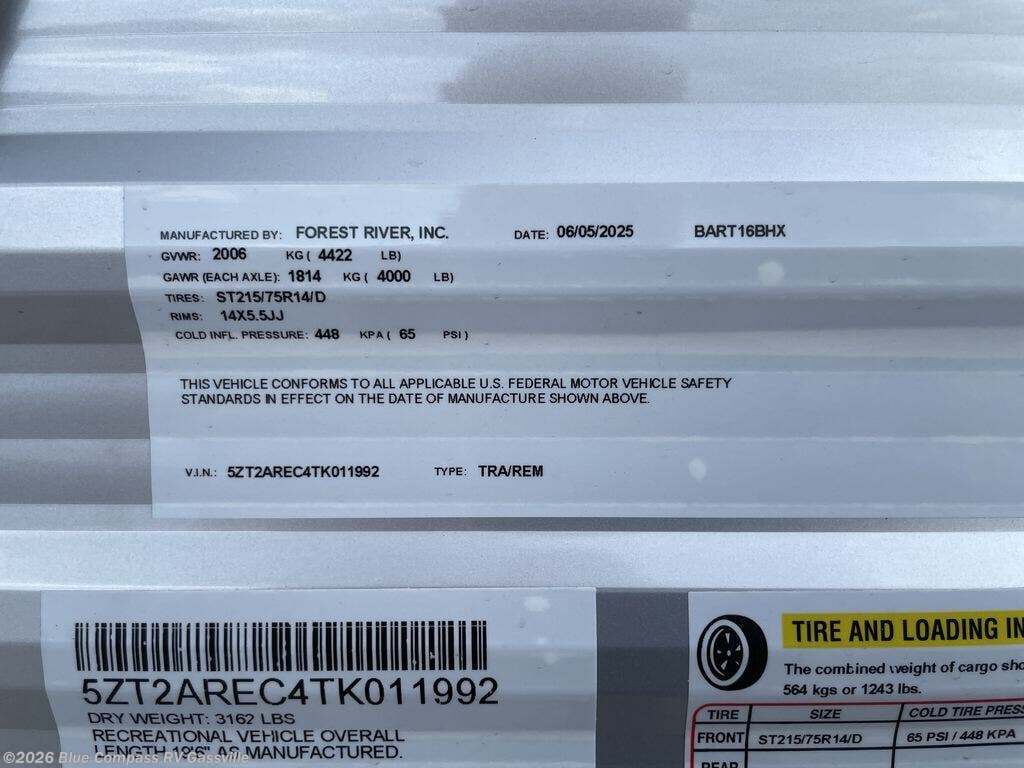 MANUFACTURED BY: FOREST RIVER, INC. DATE: 06/05/2025 BART16BHX
GVWR: 2006 KG ( 4422 LB)
GAWR (EACH AXLE): 1814 KG ( 4000 LB)
TIRES: ST215/75R14/D
RIMS: 14X5.5JJ
COLD INFL. PRESSURE: 448 KPA ( 65 PSI )
THIS VEHICLE CONFORMS TO ALL APPLICABLE U.S. FEDERAL MOTOR VEHICLE SAFETY
STANDARDS IN EFFECT ON THE DATE OF MANUFACTURE SHOWN ABOVE.
V.I.N.: 5ZT2AREC4TK011992 TYPE: TRA/REM
5ZT2AREC4TK011992
DRY WEIGHT: 3162 LBS
RECREATIONAL VEHICLE OVERALL
LENGTH AS MANUFACTURED.
TIRE AND LOADING IN
The combined weight of cargo sho
564 kgs or 1243 lbs.
TIRE SIZE COLD TIRE PRESS
FRONT ST215/75R14/D 65 PSI / 448 KPA
REAR
©2026 Blue Compass RV Gassville